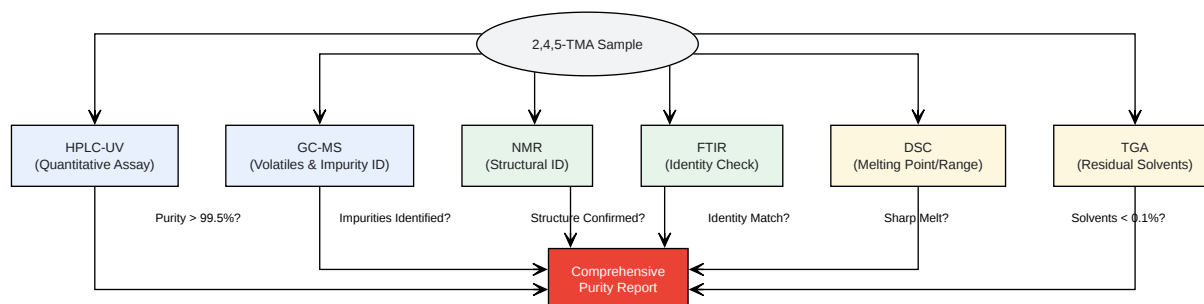 2,4,5-TMA Sample
HPLC-UV
(Quantitative Assay)
GC-MS
(Volatiles & Impurity ID)
NMR
(Structural ID)
FTIR
(Identity Check)
DSC
(Melting Point/Range)
TGA
(Residual Solvents)
Purity > 99.5%?
Impurities Identified?
Structure Confirmed?
Identity Match?
Sharp Melt?
Solvents < 0.1%?
Comprehensive
Purity Report